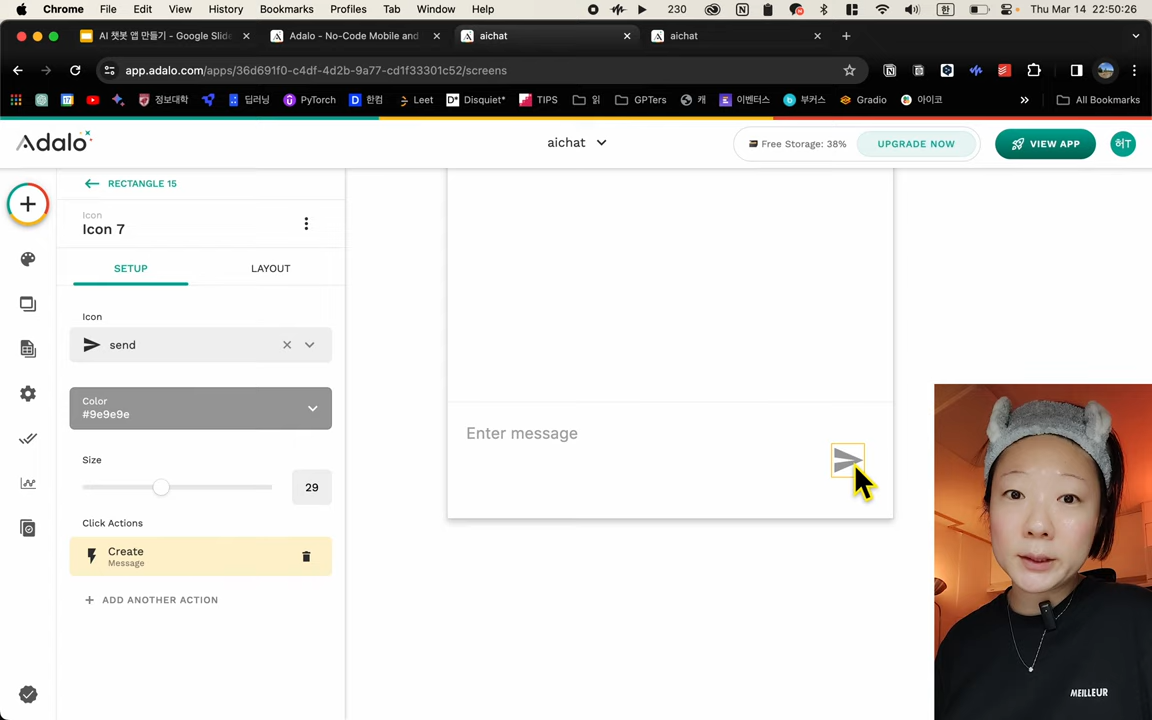 Chrome File Edit View History Bookmarks Profiles Tab Window Help 230 한 Thu Mar 14 22:50:26
AI 챗봇 앱 만들기 - Google Slide
Adalo - No-Code Mobile and
aichat
aichat
app.adalo.com/apps/36d691f0-c4df-4d2b-9a77-cd1f33301c52/screens
정보대학 딥러닝 PyTorch 한컴 Leet Disquiet* TIPS 읽 GPTers 캐 이벤터스 부커스 Gradio 아이코 All Bookmarks
Adalo
aichat
Free Storage: 38%
UPGRADE NOW
VIEW APP
허T
RECTANGLE 15
Icon
Icon 7
SETUP
LAYOUT
Icon
send
Color
#9e9e9e
Size
29
Click Actions
Create
Message
ADD ANOTHER ACTION
Enter message
MEILLEUR